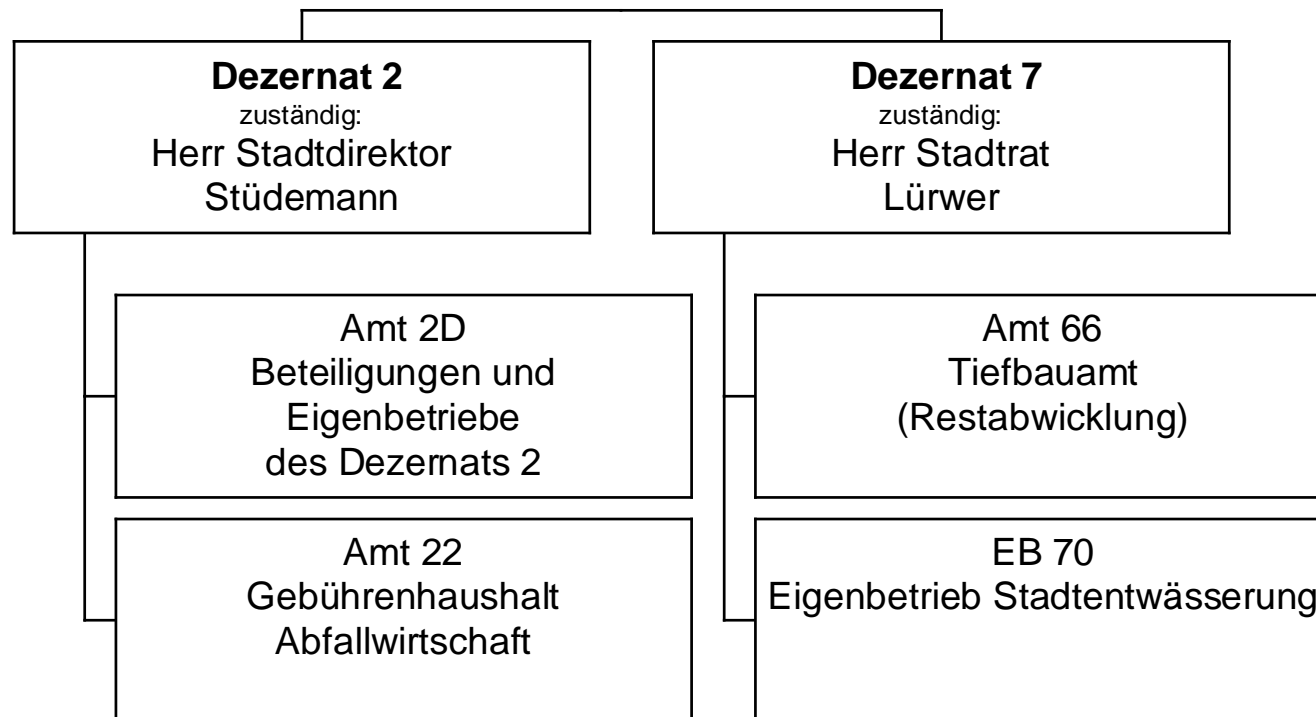 Dezernat 2
zuständig:
Herr Stadtdirektor
Stüdemann
Dezernat 7
zuständig:
Herr Stadtrat
Lürwer
Amt 2D
Beteiligungen und
Eigenbetriebe
des Dezernats 2
Amt 66
Tiefbauamt
(Restabwicklung)
Amt 22
Gebührenhaushalt
Abfallwirtschaft
EB 70
Eigenbetrieb Stadtentwässerung